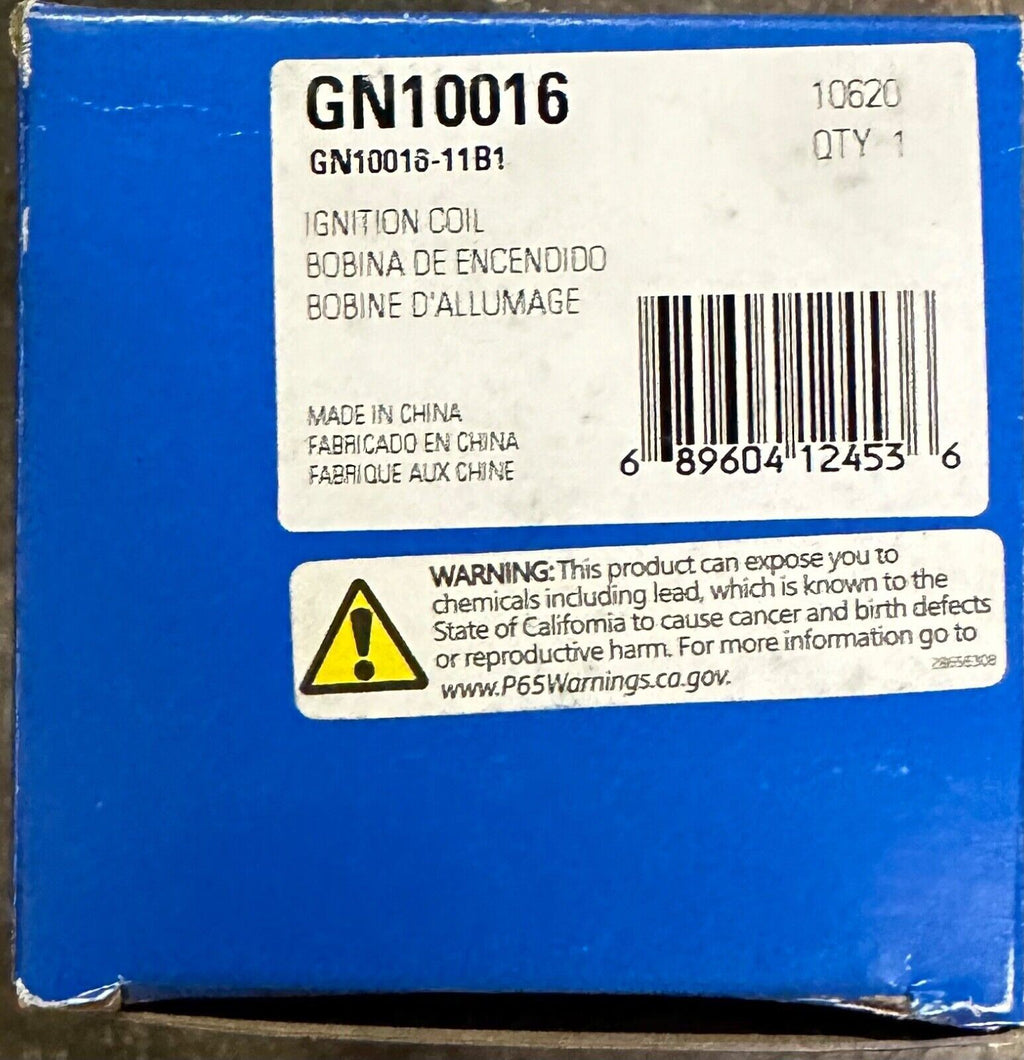 GN10016
10620
GN10016-11B1
QTY 1
IGNITION COIL
BOBINA DE ENCENDIDO
BOBINE D'ALLUMAGE
MADE IN CHINA
FABRICADO EN CHINA
FABRIQUE AUX CHINE
6 89604 12453 6
WARNING: This product can expose you to
chemicals including lead, which is known to the
State of California to cause cancer and birth defects
or reproductive harm. For more information go to
www.P65Warnings.ca.gov.